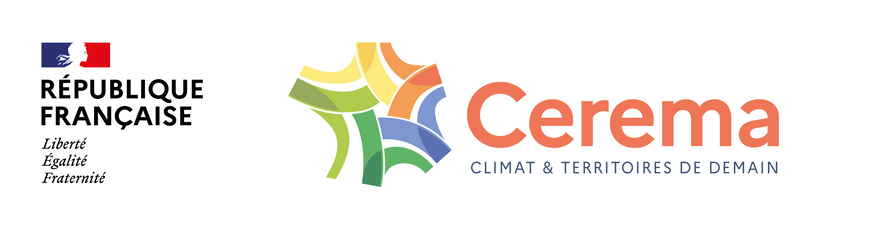 RÉPUBLIQUE
FRANÇAISE
Liberté
Égalité
Fraternité
Cerema
CLIMAT & TERRITOIRES DE DEMAIN